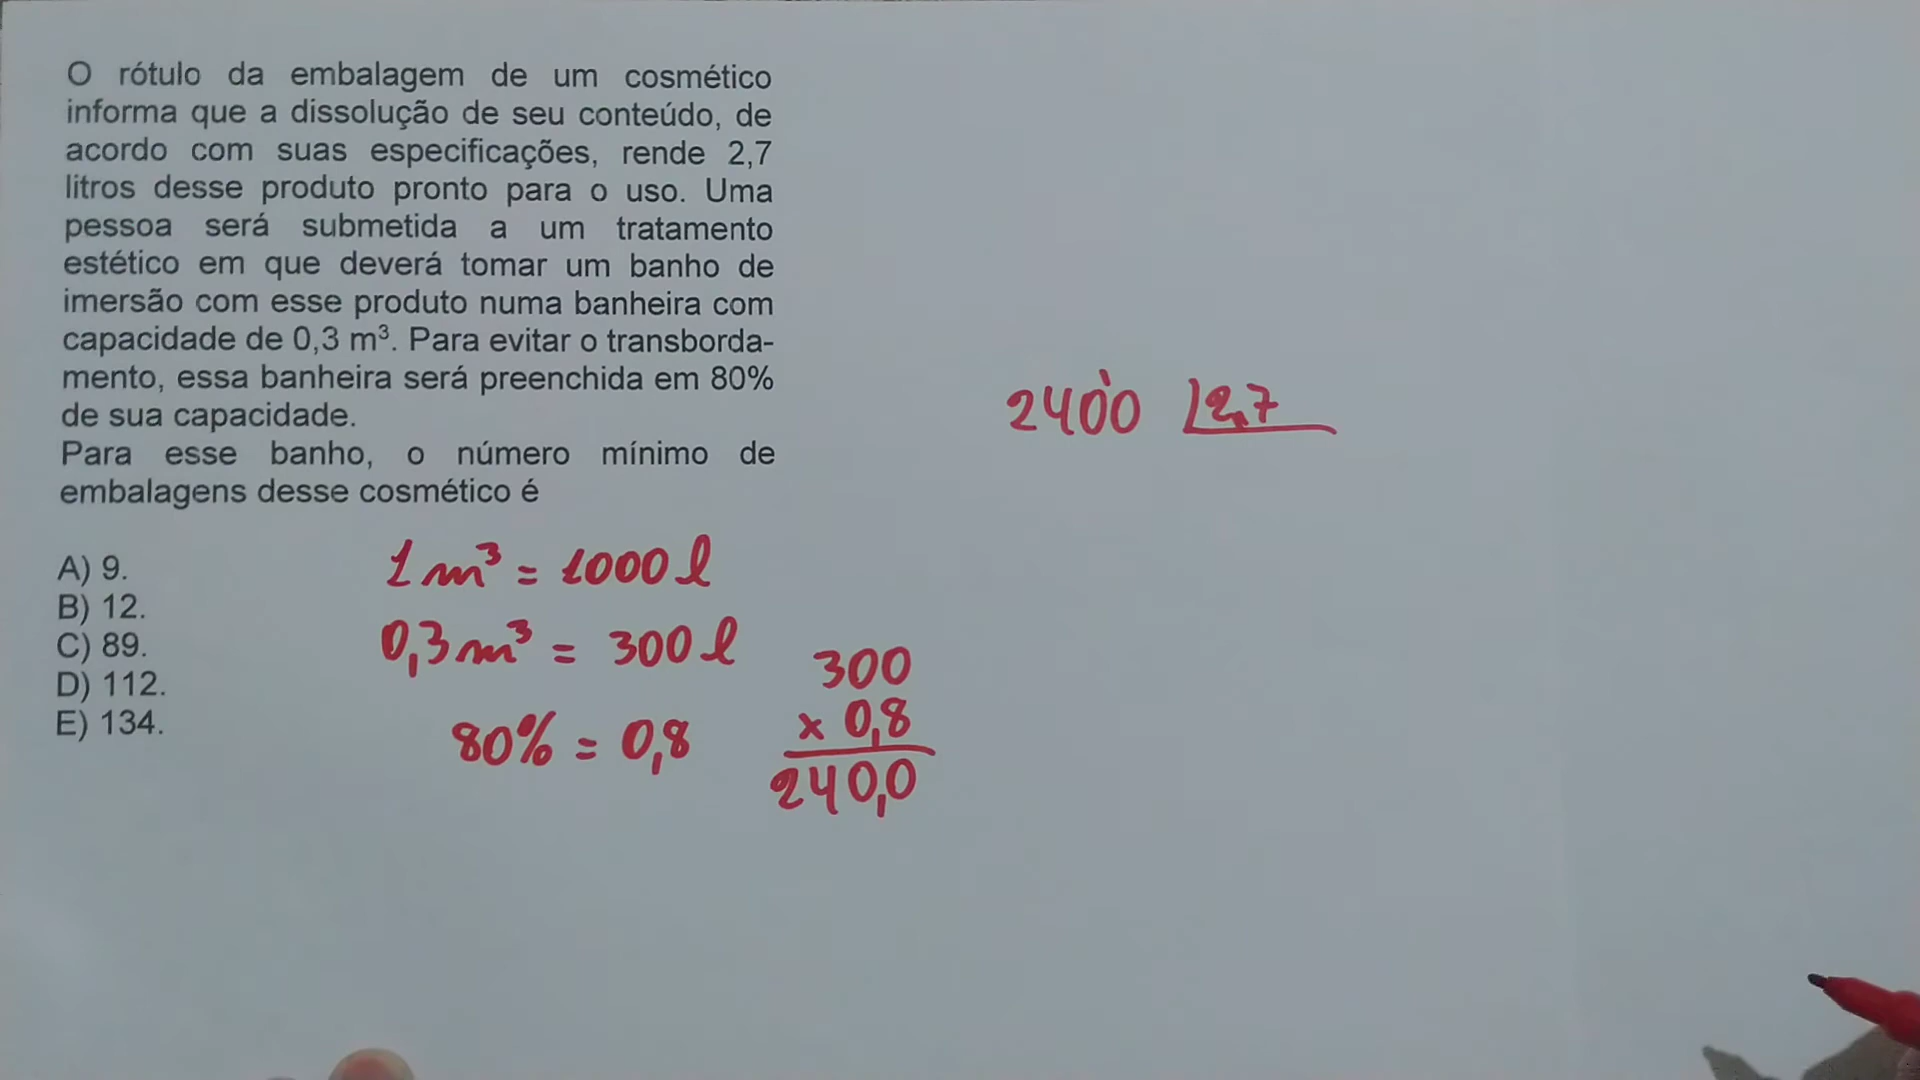 O rótulo da embalagem de um cosmético
informa que a dissolução de seu conteúdo, de
acordo com suas especificações, rende 2,7
litros desse produto pronto para o uso. Uma
pessoa será submetida a um tratamento
estético em que deverá tomar um banho de
imersão com esse produto numa banheira com
capacidade de 0,3 m³. Para evitar o transborda-
mento, essa banheira será preenchida em 80%
de sua capacidade.
Para esse banho, o número mínimo de
embalagens desse cosmético é
A) 9.
B) 12.
C) 89.
D) 112.
E) 134.
1 m³ = 1000 l
0,3 m³ = 300 l
80% = 0,8
300
x 0,8
240,0
2400 2,7